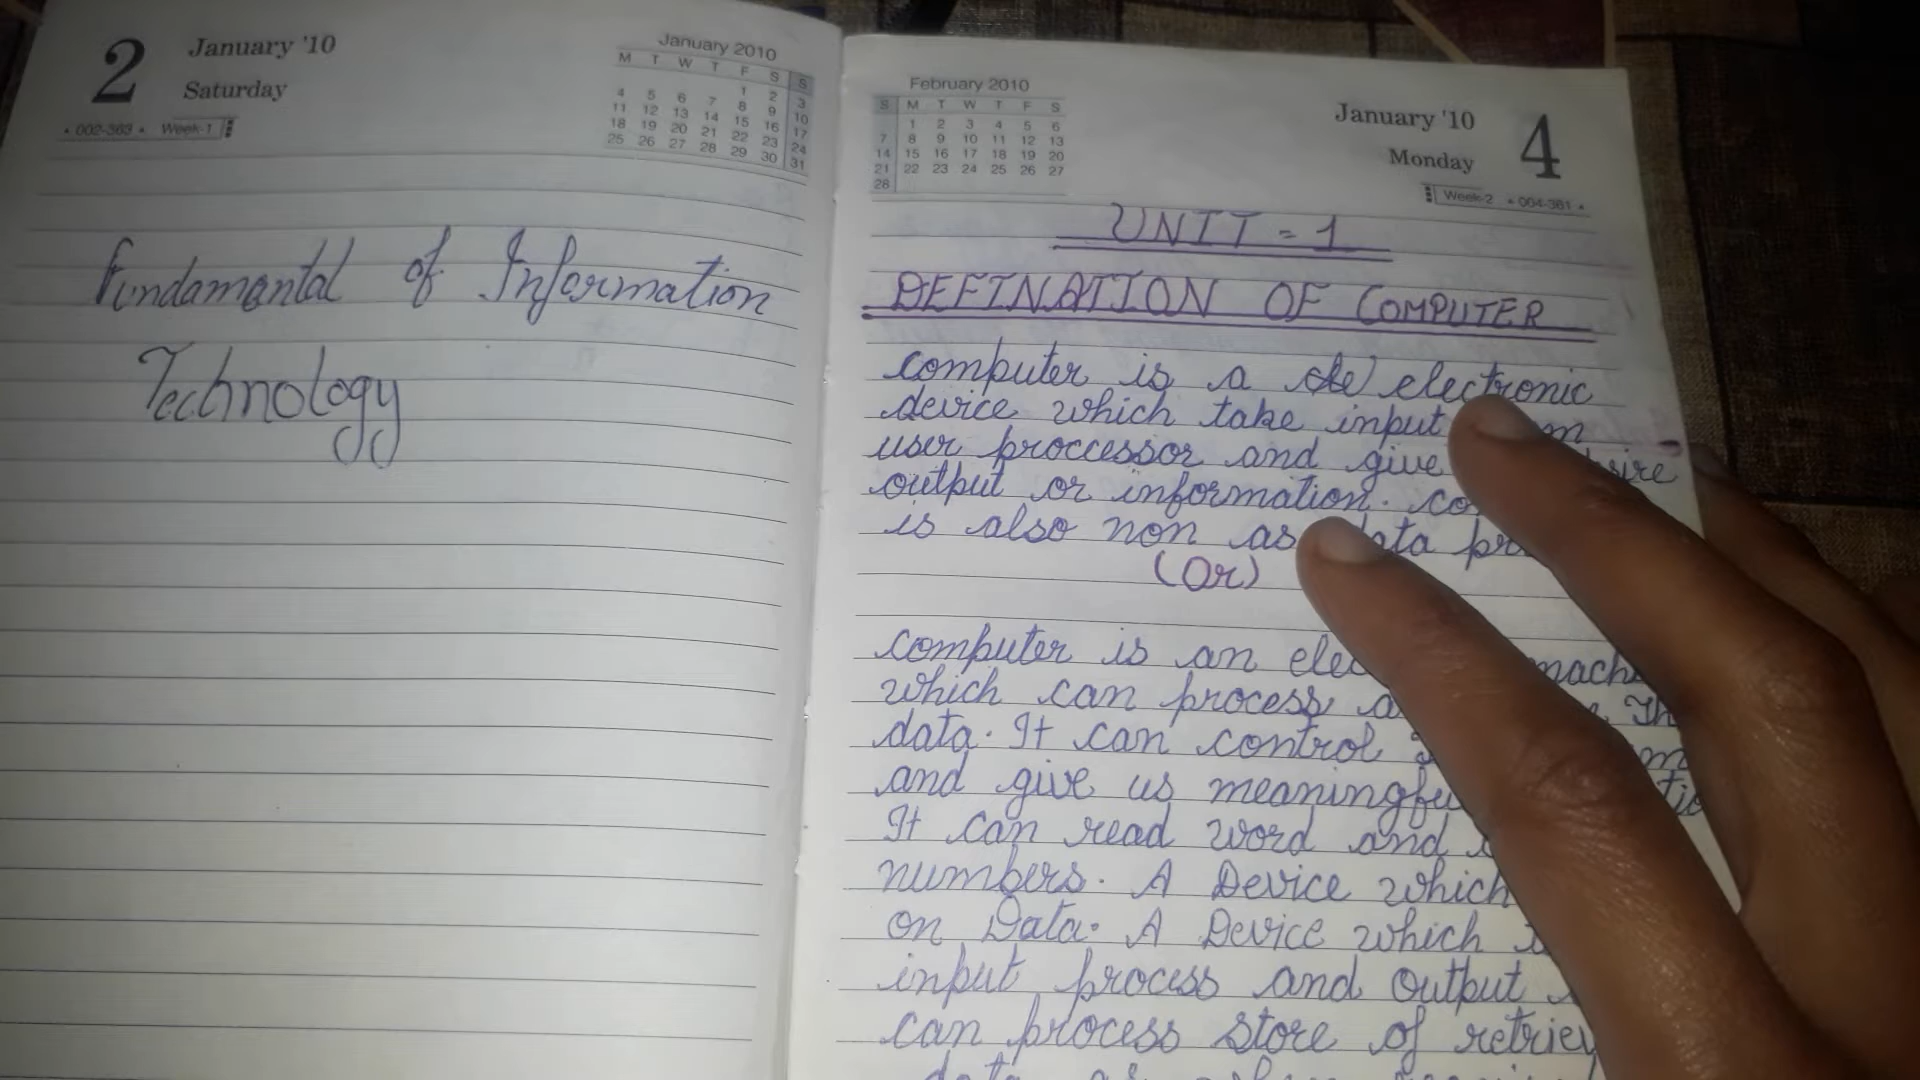 2
January '10
Saturday
002-363 Week-1
January 2010
M T W T F S S
1 2 3
4 5 6 7 8 9 10
11 12 13 14 15 16 17
18 19 20 21 22 23 24
25 26 27 28 29 30 31
Fundamental of Information
Technology
February 2010
S M T W T F S
1 2 3 4 5 6
7 8 9 10 11 12 13
14 15 16 17 18 19 20
21 22 23 24 25 26 27
28
January '10
4
Monday
Week-2 004-361
UNIT = 1
DEFINATION OF COMPUTER
computer is a electronic
device which take input
user proccessor and give
output or information.
is also non as data
(Or)
computer is an
which can process
data. It can control
and give us meaningful
It can read word and
numbers. A Device which
on Data. A Device which
input process and output
can process store of